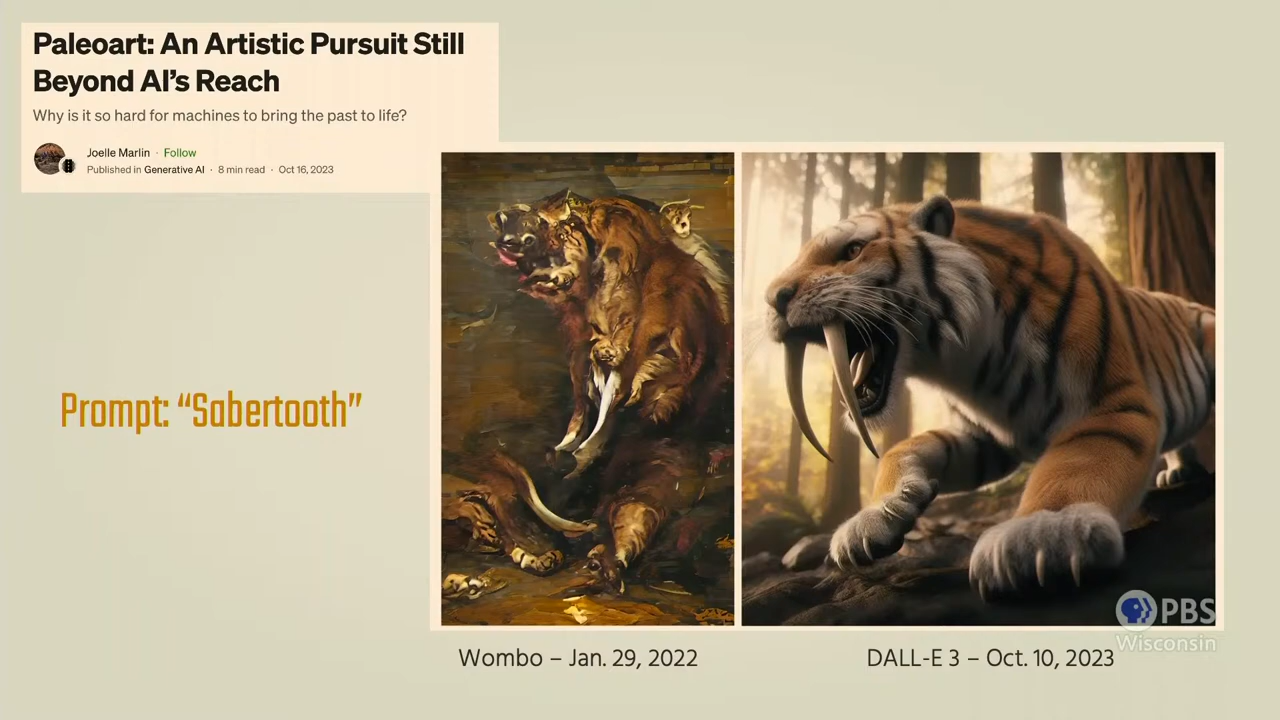 Paleoart: An Artistic Pursuit Still
Beyond AI's Reach
Why is it so hard for machines to bring the past to life?
Joelle Marlin · Follow
Published in Generative AI · 8 min read · Oct 16, 2023
Prompt: “Sabertooth”
Wombo – Jan. 29, 2022
DALL-E 3 – Oct. 10, 2023
PBS
Wisconsin